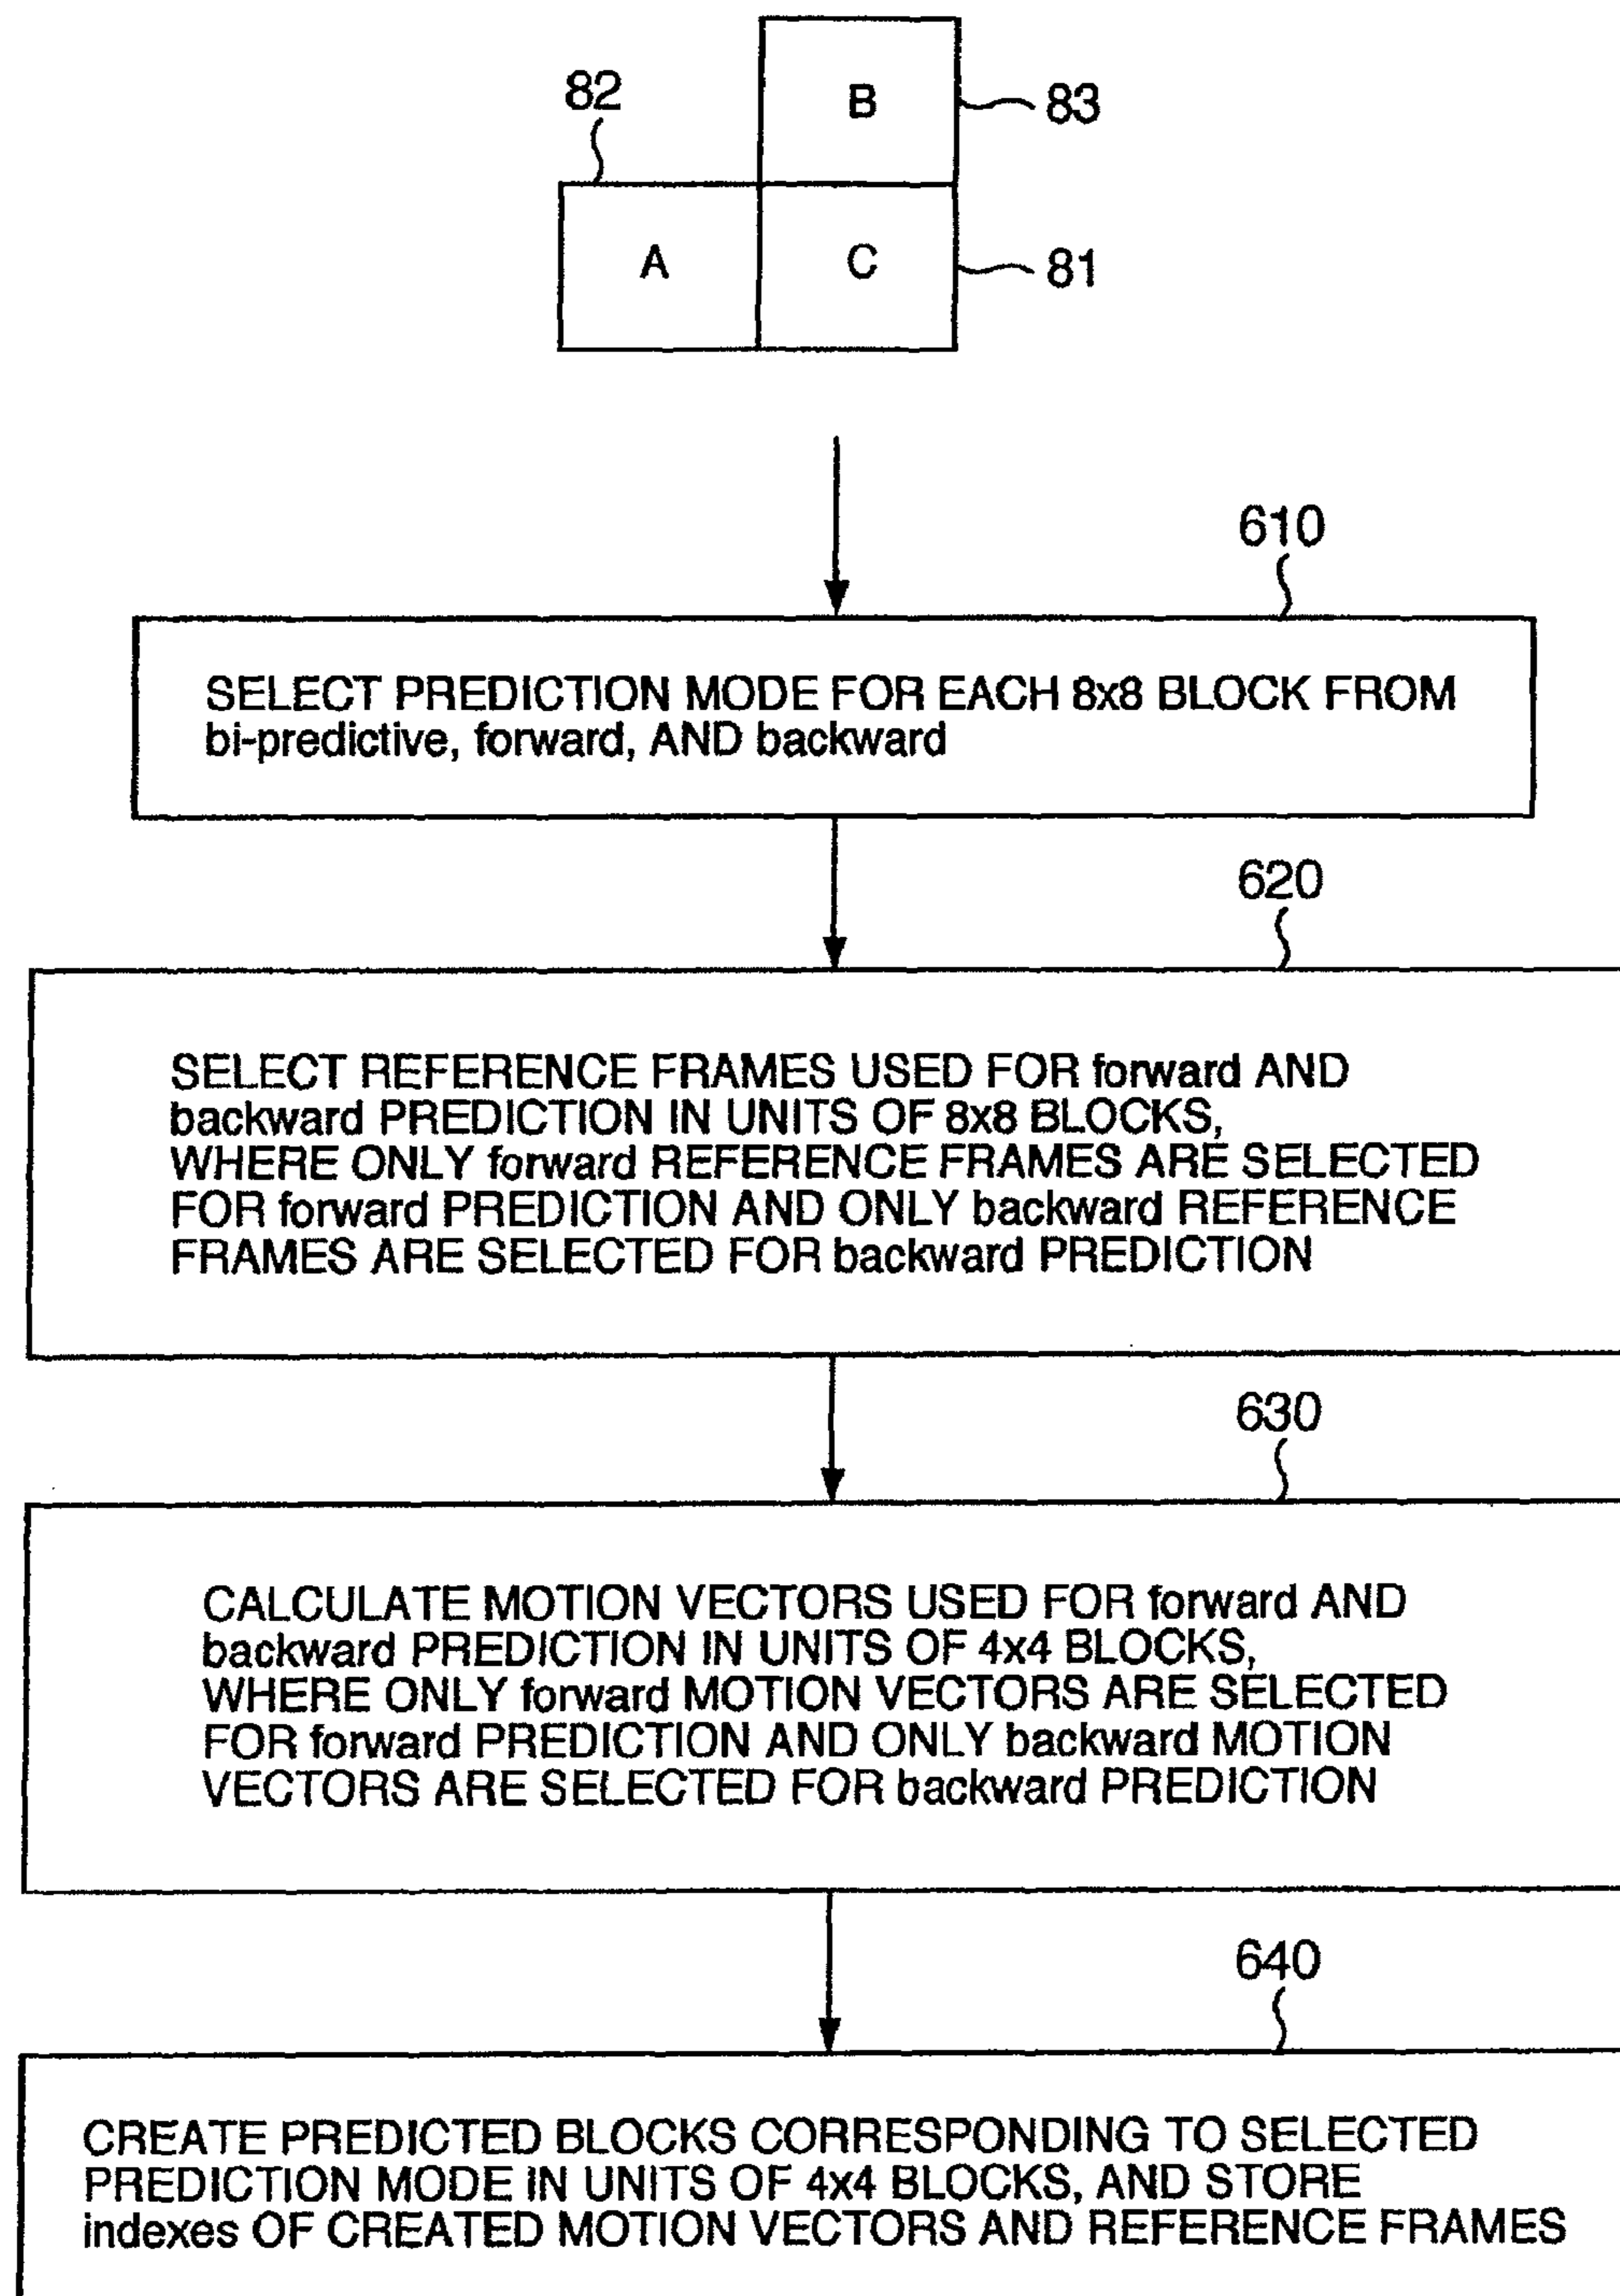 B
82
83
A
C
81
610
SELECT PREDICTION MODE FOR EACH 8x8 BLOCK FROM
bi-predictive, forward, AND backward
620
SELECT REFERENCE FRAMES USED FOR forward AND
backward PREDICTION IN UNITS OF 8x8 BLOCKS,
WHERE ONLY forward REFERENCE FRAMES ARE SELECTED
FOR forward PREDICTION AND ONLY backward REFERENCE
FRAMES ARE SELECTED FOR backward PREDICTION
630
CALCULATE MOTION VECTORS USED FOR forward AND
backward PREDICTION IN UNITS OF 4x4 BLOCKS,
WHERE ONLY forward MOTION VECTORS ARE SELECTED
FOR forward PREDICTION AND ONLY backward MOTION
VECTORS ARE SELECTED FOR backward PREDICTION
640
CREATE PREDICTED BLOCKS CORRESPONDING TO SELECTED
PREDICTION MODE IN UNITS OF 4x4 BLOCKS, AND STORE
indexes OF CREATED MOTION VECTORS AND REFERENCE FRAMES